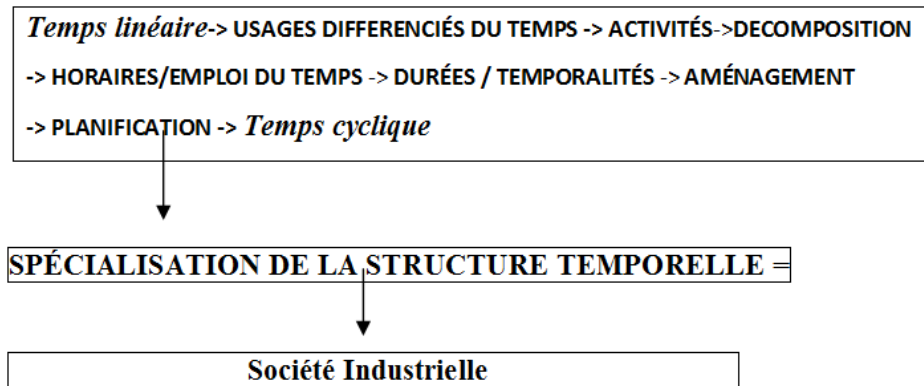 Temps linéaire-> USAGES DIFFERENCIÉS DU TEMPS -> ACTIVITÉS->DECOMPOSITION
-> HORAIRES/EMPLOI DU TEMPS -> DURÉES / TEMPORALITÉS -> AMÉNAGEMENT
-> PLANIFICATION -> Temps cyclique
SPÉCIALISATION DE LA STRUCTURE TEMPORELLE =
Société Industrielle